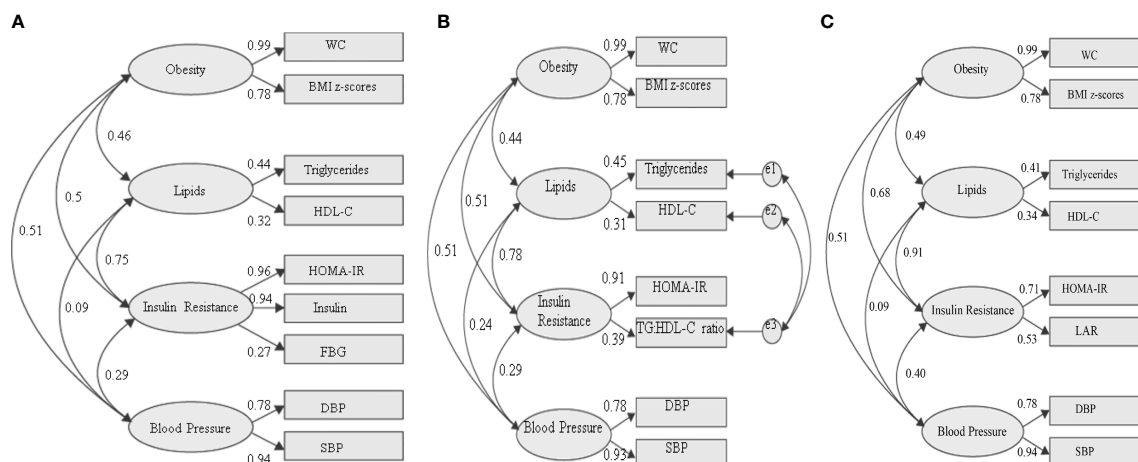 A
Obesity
0.99
WC
0.78
BMI z-scores
0.46
Lipids
0.44
Triglycerides
0.32
HDL-C
0.5
0.51
0.75
0.09
Insulin Resistance
0.96
HOMA-IR
0.94
Insulin
0.27
FBG
0.29
Blood Pressure
0.78
DBP
0.94
SBP
B
Obesity
0.99
WC
0.78
BMI z-scores
0.44
Lipids
0.45
Triglycerides
e1
0.31
HDL-C
e2
0.51
0.51
0.78
0.24
Insulin
Resistance
0.91
HOMA-IR
0.39
TG:HDL-C ratio
e3
0.29
Blood Pressure
0.78
DBP
0.93
SBP
C
Obesity
0.99
WC
0.78
BMI z-scores
0.49
Lipids
0.41
Triglycerides
0.34
HDL-C
0.68
0.51
0.91
0.09
Insulin Resistance
0.71
HOMA-IR
0.53
LAR
0.40
Blood Pressure
0.78
DBP
0.94
SBP